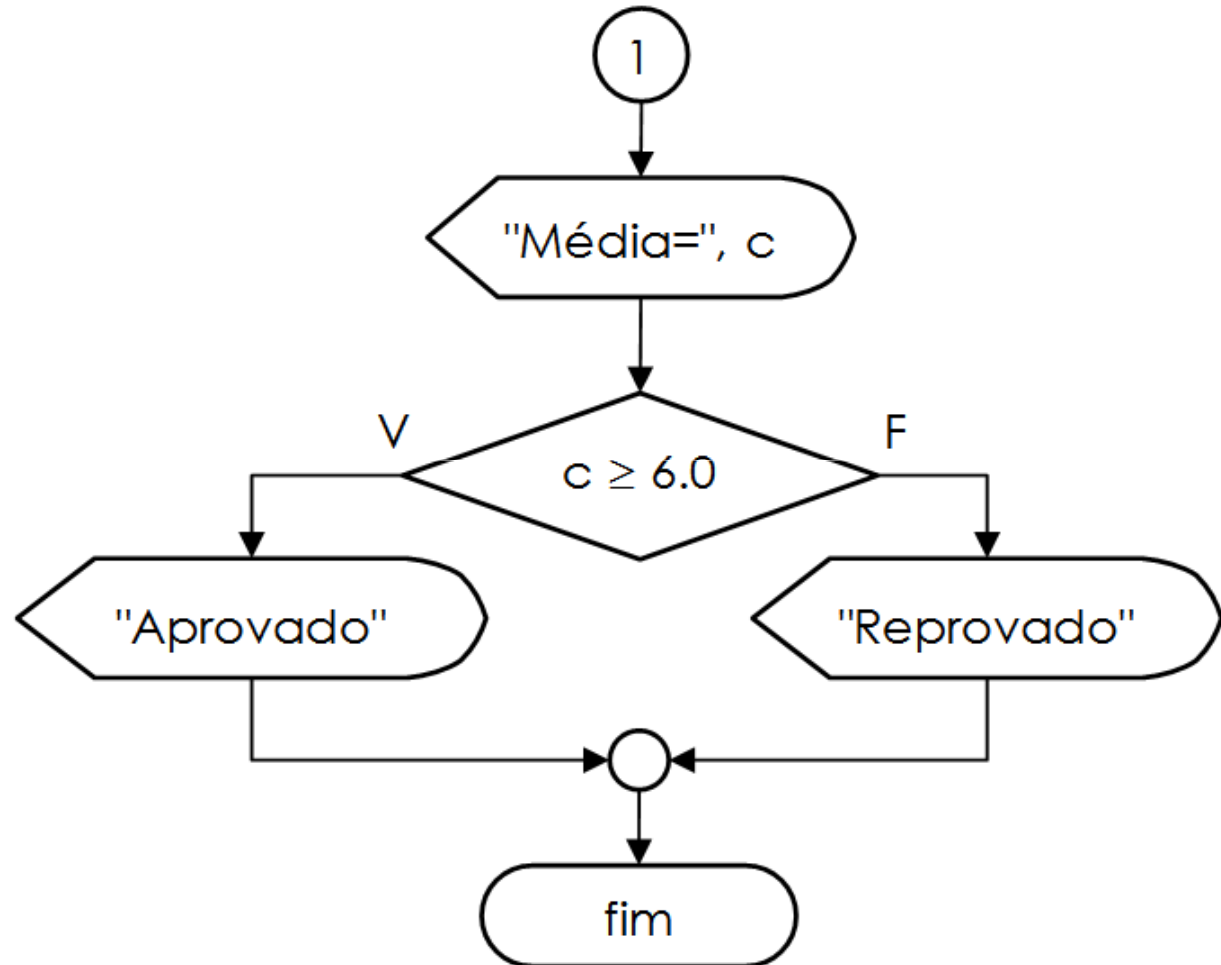 1
"Média=", c
V
F
c ≥ 6.0
"Aprovado"
"Reprovado"
fim